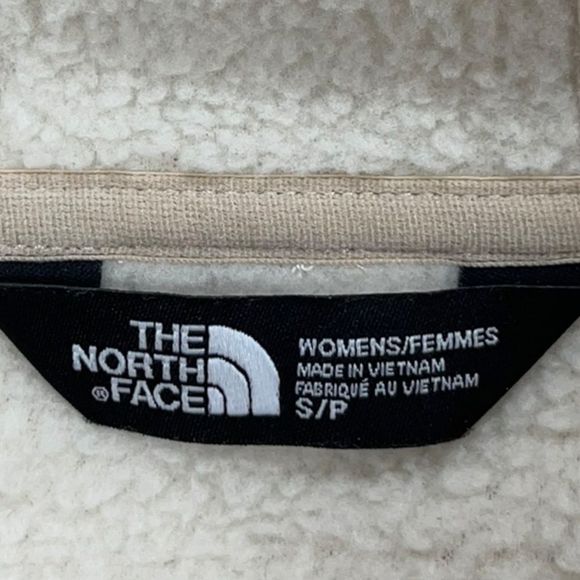 THE
NORTH
® FACE
WOMENS/FEMMES
MADE IN VIETNAM
FABRIQUÉ AU VIETNAM
S/P